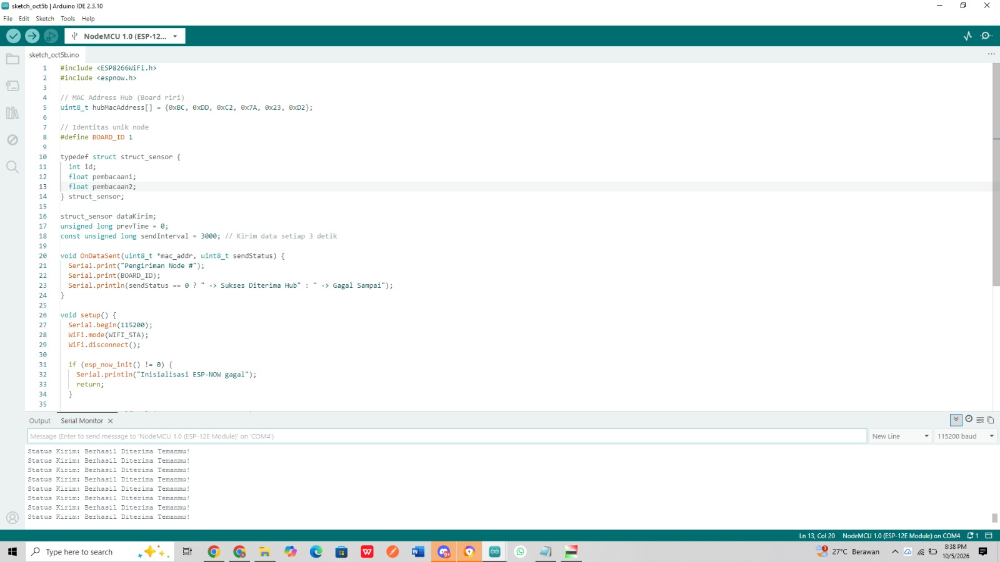 sketch_oct5b | Arduino IDE 2.3.10
File Edit Sketch Tools Help
NodeMCU 1.0 (ESP-12...
sketch_oct5b.ino
1 #include <ESP8266WiFi.h>
2 #include <espnow.h>
3
4 // MAC Address Hub (Board riri)
5 uint8_t hubMacAddress[] = {0xBC, 0xDD, 0xC2, 0x7A, 0x23, 0xD2};
6
7 // Identitas unik node
8 #define BOARD_ID 1
9
10 typedef struct struct_sensor {
11 int id;
12 float pembacaan1;
13 float pembacaan2;
14 } struct_sensor;
15
16 struct_sensor dataKirim;
17 unsigned long prevTime = 0;
18 const unsigned long sendInterval = 3000; // Kirim data setiap 3 detik
19
20 void OnDataSent(uint8_t *mac_addr, uint8_t sendStatus) {
21 Serial.print("Pengiriman Node #");
22 Serial.print(BOARD_ID);
23 Serial.println(sendStatus == 0 ? " -> Sukses Diterima Hub" : " -> Gagal Sampai");
24 }
25
26 void setup() {
27 Serial.begin(115200);
28 WiFi.mode(WIFI_STA);
29 WiFi.disconnect();
30
31 if (esp_now_init() != 0) {
32 Serial.println("Inisialisasi ESP-NOW gagal");
33 return;
34 }
35
Output Serial Monitor
Message (Enter to send message to 'NodeMCU 1.0 (ESP-12E Module)' on 'COM4')
New Line
115200 baud
Status Kirim: Berhasil Diterima Temanmu!
Status Kirim: Berhasil Diterima Temanmu!
Status Kirim: Berhasil Diterima Temanmu!
Status Kirim: Berhasil Diterima Temanmu!
Status Kirim: Berhasil Diterima Temanmu!
Status Kirim: Berhasil Diterima Temanmu!
Status Kirim: Berhasil Diterima Temanmu!
Status Kirim: Berhasil Diterima Temanmu!
Ln 13, Col 20 NodeMCU 1.0 (ESP-12E Module) on COM4 1
Type here to search
9+
3
27°C Berawan
8:38 PM
10/5/2026